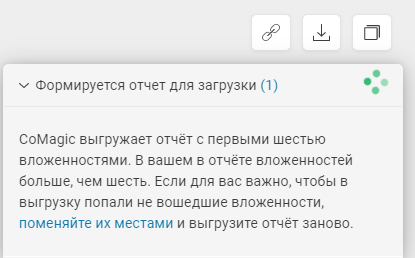 Формируется отчет для загрузки (1)
CoMagic выгружает отчёт с первыми шестью
вложенностями. В вашем в отчёте вложенностей
больше, чем шесть. Если для вас важно, чтобы в
выгрузку попали не вошедшие вложенности,
поменяйте их местами и выгрузите отчёт заново.